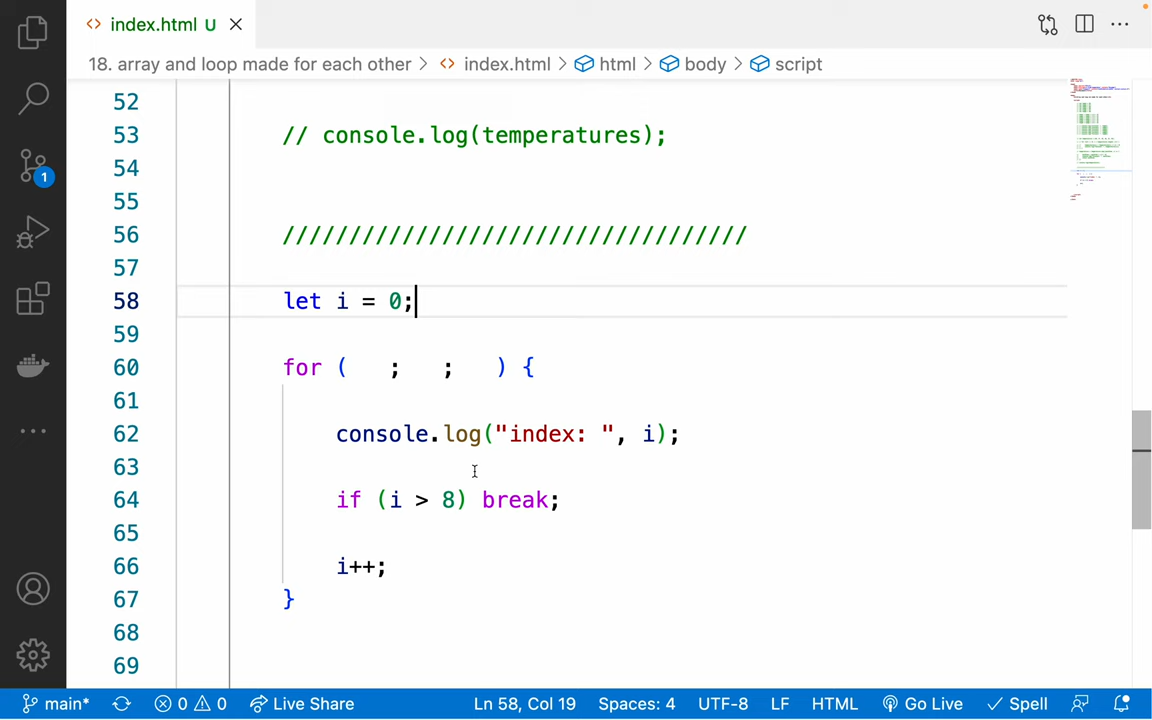 index.html U
18. array and loop made for each other > index.html > html > body > script
52
53 // console.log(temperatures);
54
55
56 ///////////////////////////////////
57
58 let i = 0;
59
60 for (   ;   ;   ) {
61
62 console.log("index: ", i);
63
64 if (i > 8) break;
65
66 i++;
67 }
68
69
1
main* 0 0 Live Share Ln 58, Col 19 Spaces: 4 UTF-8 LF HTML Go Live Spell